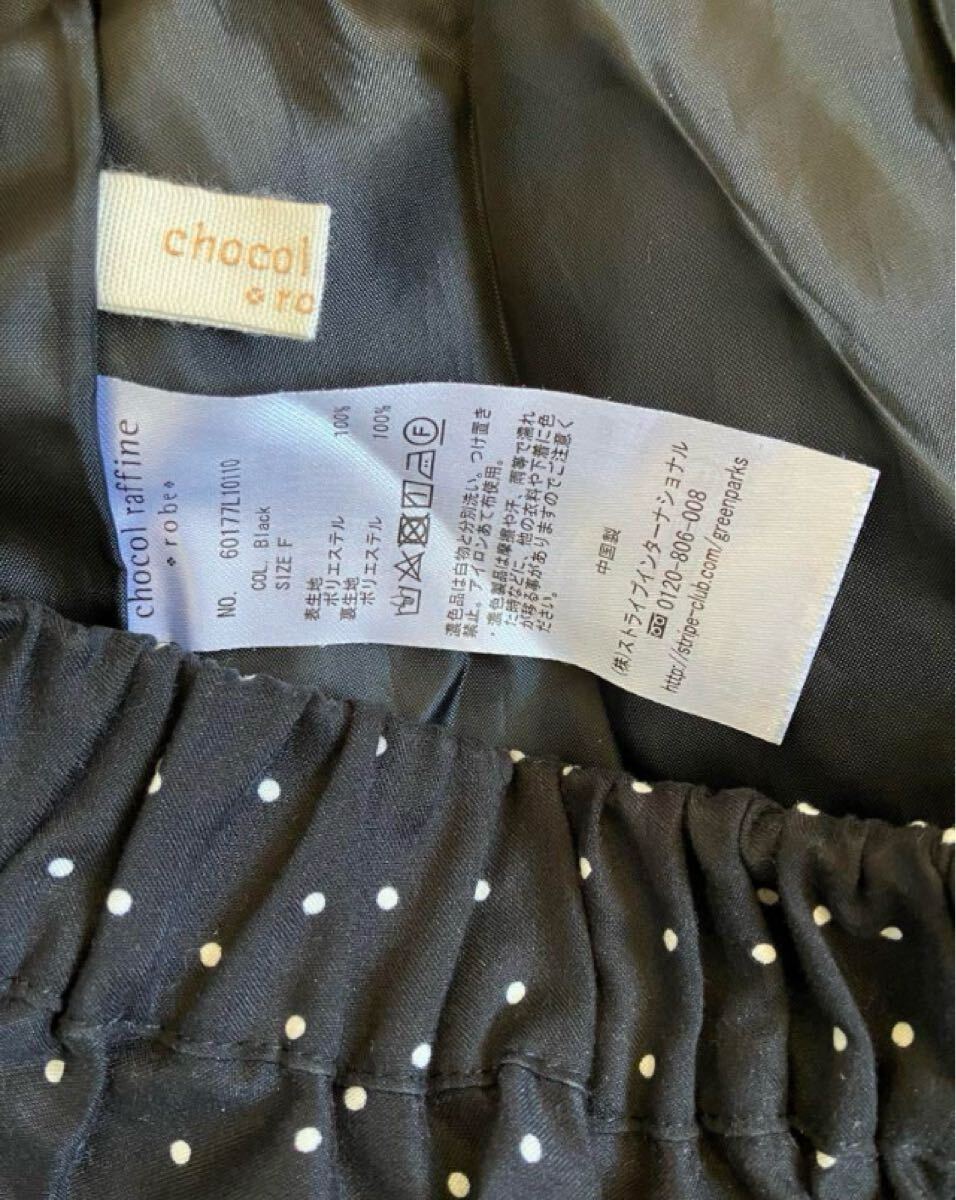 chocol
ro
chocol raffine
robe
NO. 60177L10110
COL. Black
SIZE F
表生地
ポリエステル 100%
裏生地
ポリエステル 100%
F
濃色品は白物と分別洗い。つけ置き
禁止。アイロンあて布使用。
・濃色製品は摩擦や汗、雨等で濡れ
た時などに、他の衣料や下着に色
が移る事がありますのでご注意く
ださい。
中国製
(株)ストライプインターナショナル
0120-806-008
http://stripe-club.com/greenparks